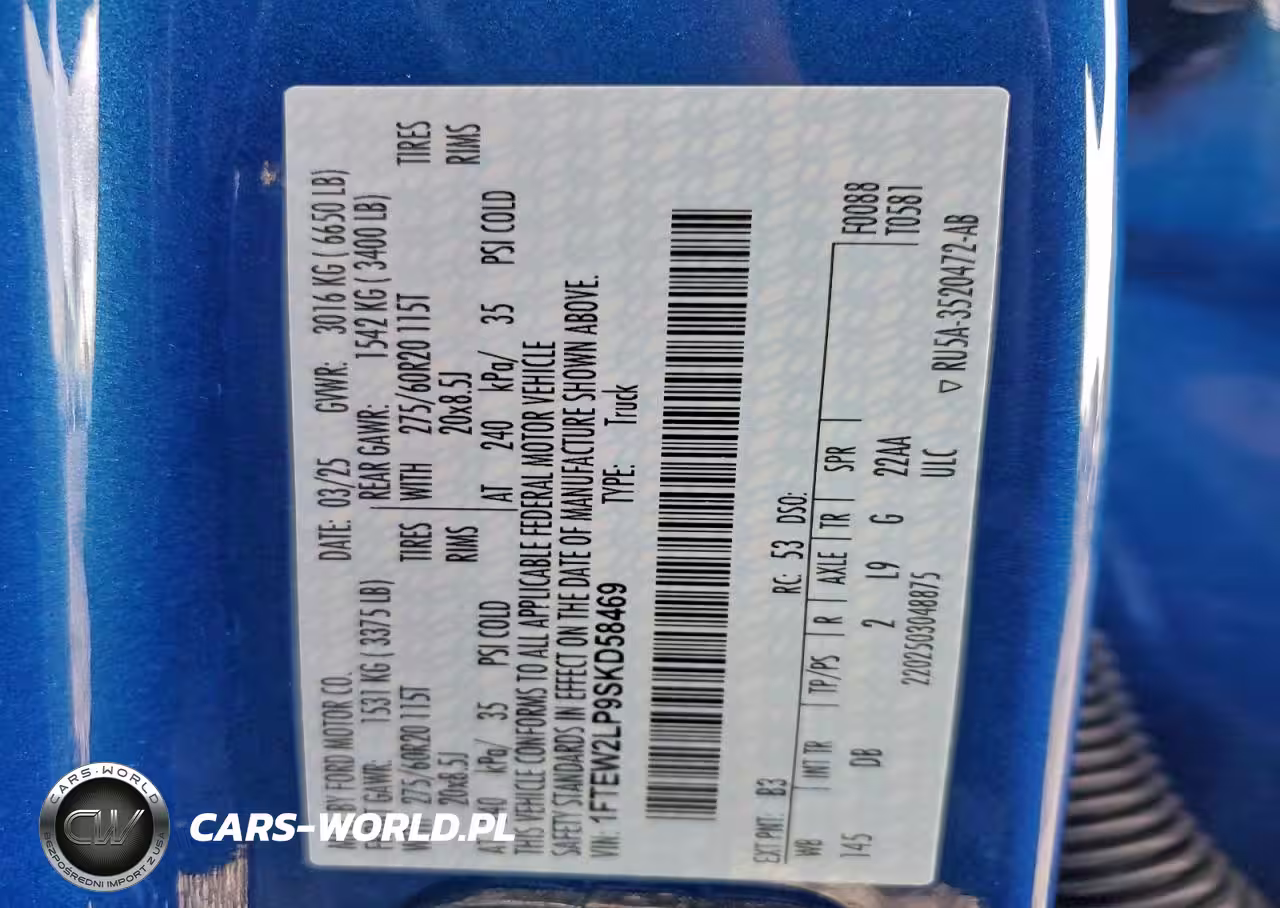 BY FORD MOTOR CO. DATE: 03/25 GVWR: 3016 KG ( 6650 LB)
GAWR: 1531 KG ( 3375 LB) REAR GAWR: 1542 KG ( 3400 LB)
275/60R20 115T TIRES WITH 275/60R20 115T TIRES
20x8.5J RIMS 20x8.5J RIMS
AT 240 kPa/ 35 PSI COLD AT 240 kPa/ 35 PSI COLD
THIS VEHICLE CONFORMS TO ALL APPLICABLE FEDERAL MOTOR VEHICLE
SAFETY STANDARDS IN EFFECT ON THE DATE OF MANUFACTURE SHOWN ABOVE.
VIN: 1FTEW2LP9SKD58469 TYPE: Truck
EXT PNT: B3 RC: 53 DSO:
WB INT TR TP/PS R AXLE TR SPR F0088
145 DB 2 L9 G 22AA T0581
2202503048875 ULC
▽ RU5A-3520472-AB
CARS-WORLD
CW
BEZPOŚREDNI IMPORT Z USA
CARS-WORLD.PL